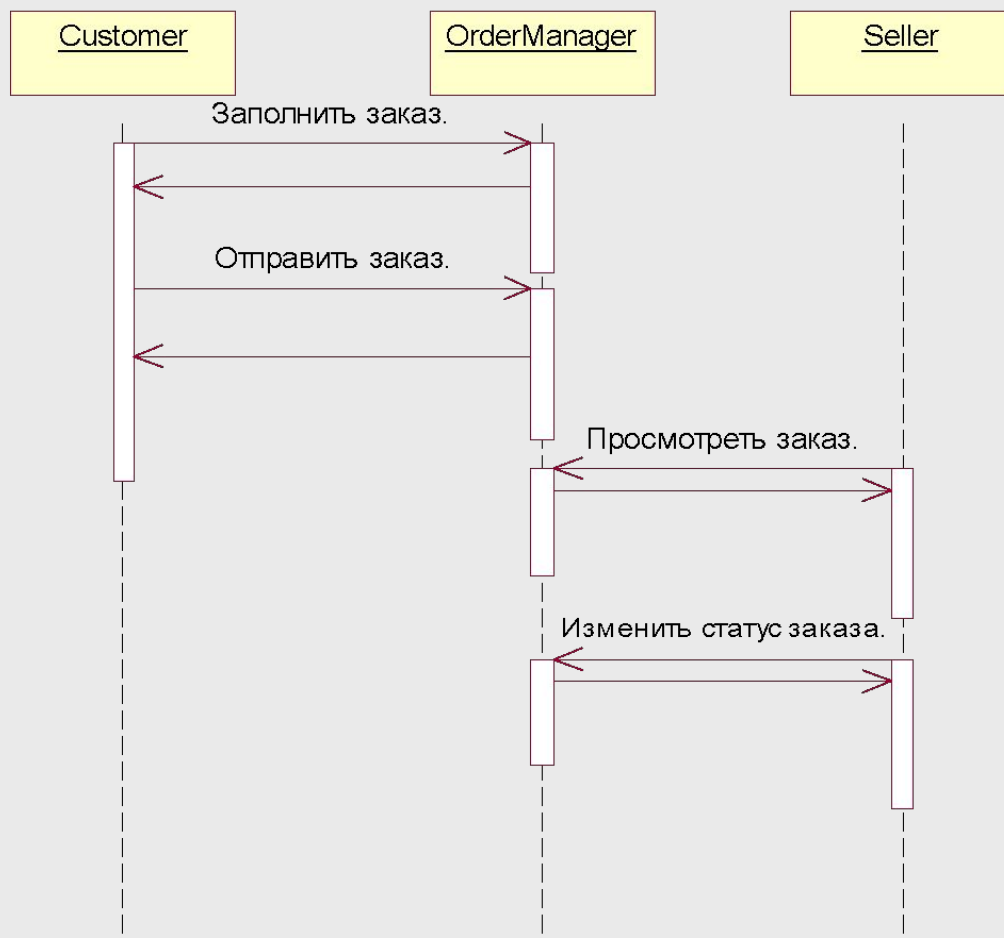 Customer
OrderManager
Seller
Заполнить заказ.
Отправить заказ.
Просмотреть заказ.
Изменить статус заказа.